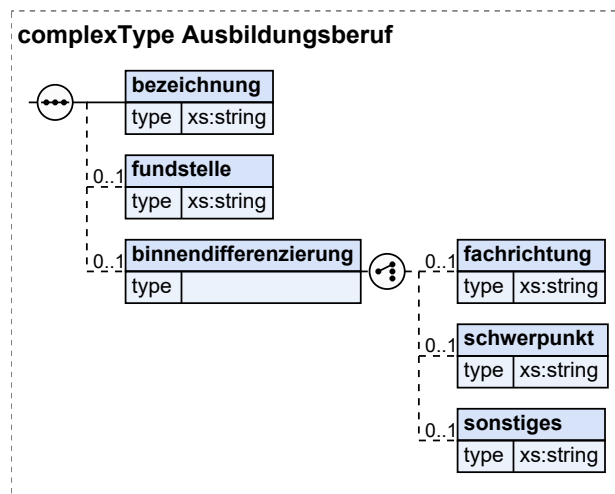 complexType Ausbildungsberuf
bezeichnung
type xs:string
0..1 fundstelle
type xs:string
0..1 binnendifferenzierung
type
0..1 fachrichtung
type xs:string
0..1 schwerpunkt
type xs:string
0..1 sonstiges
type xs:string